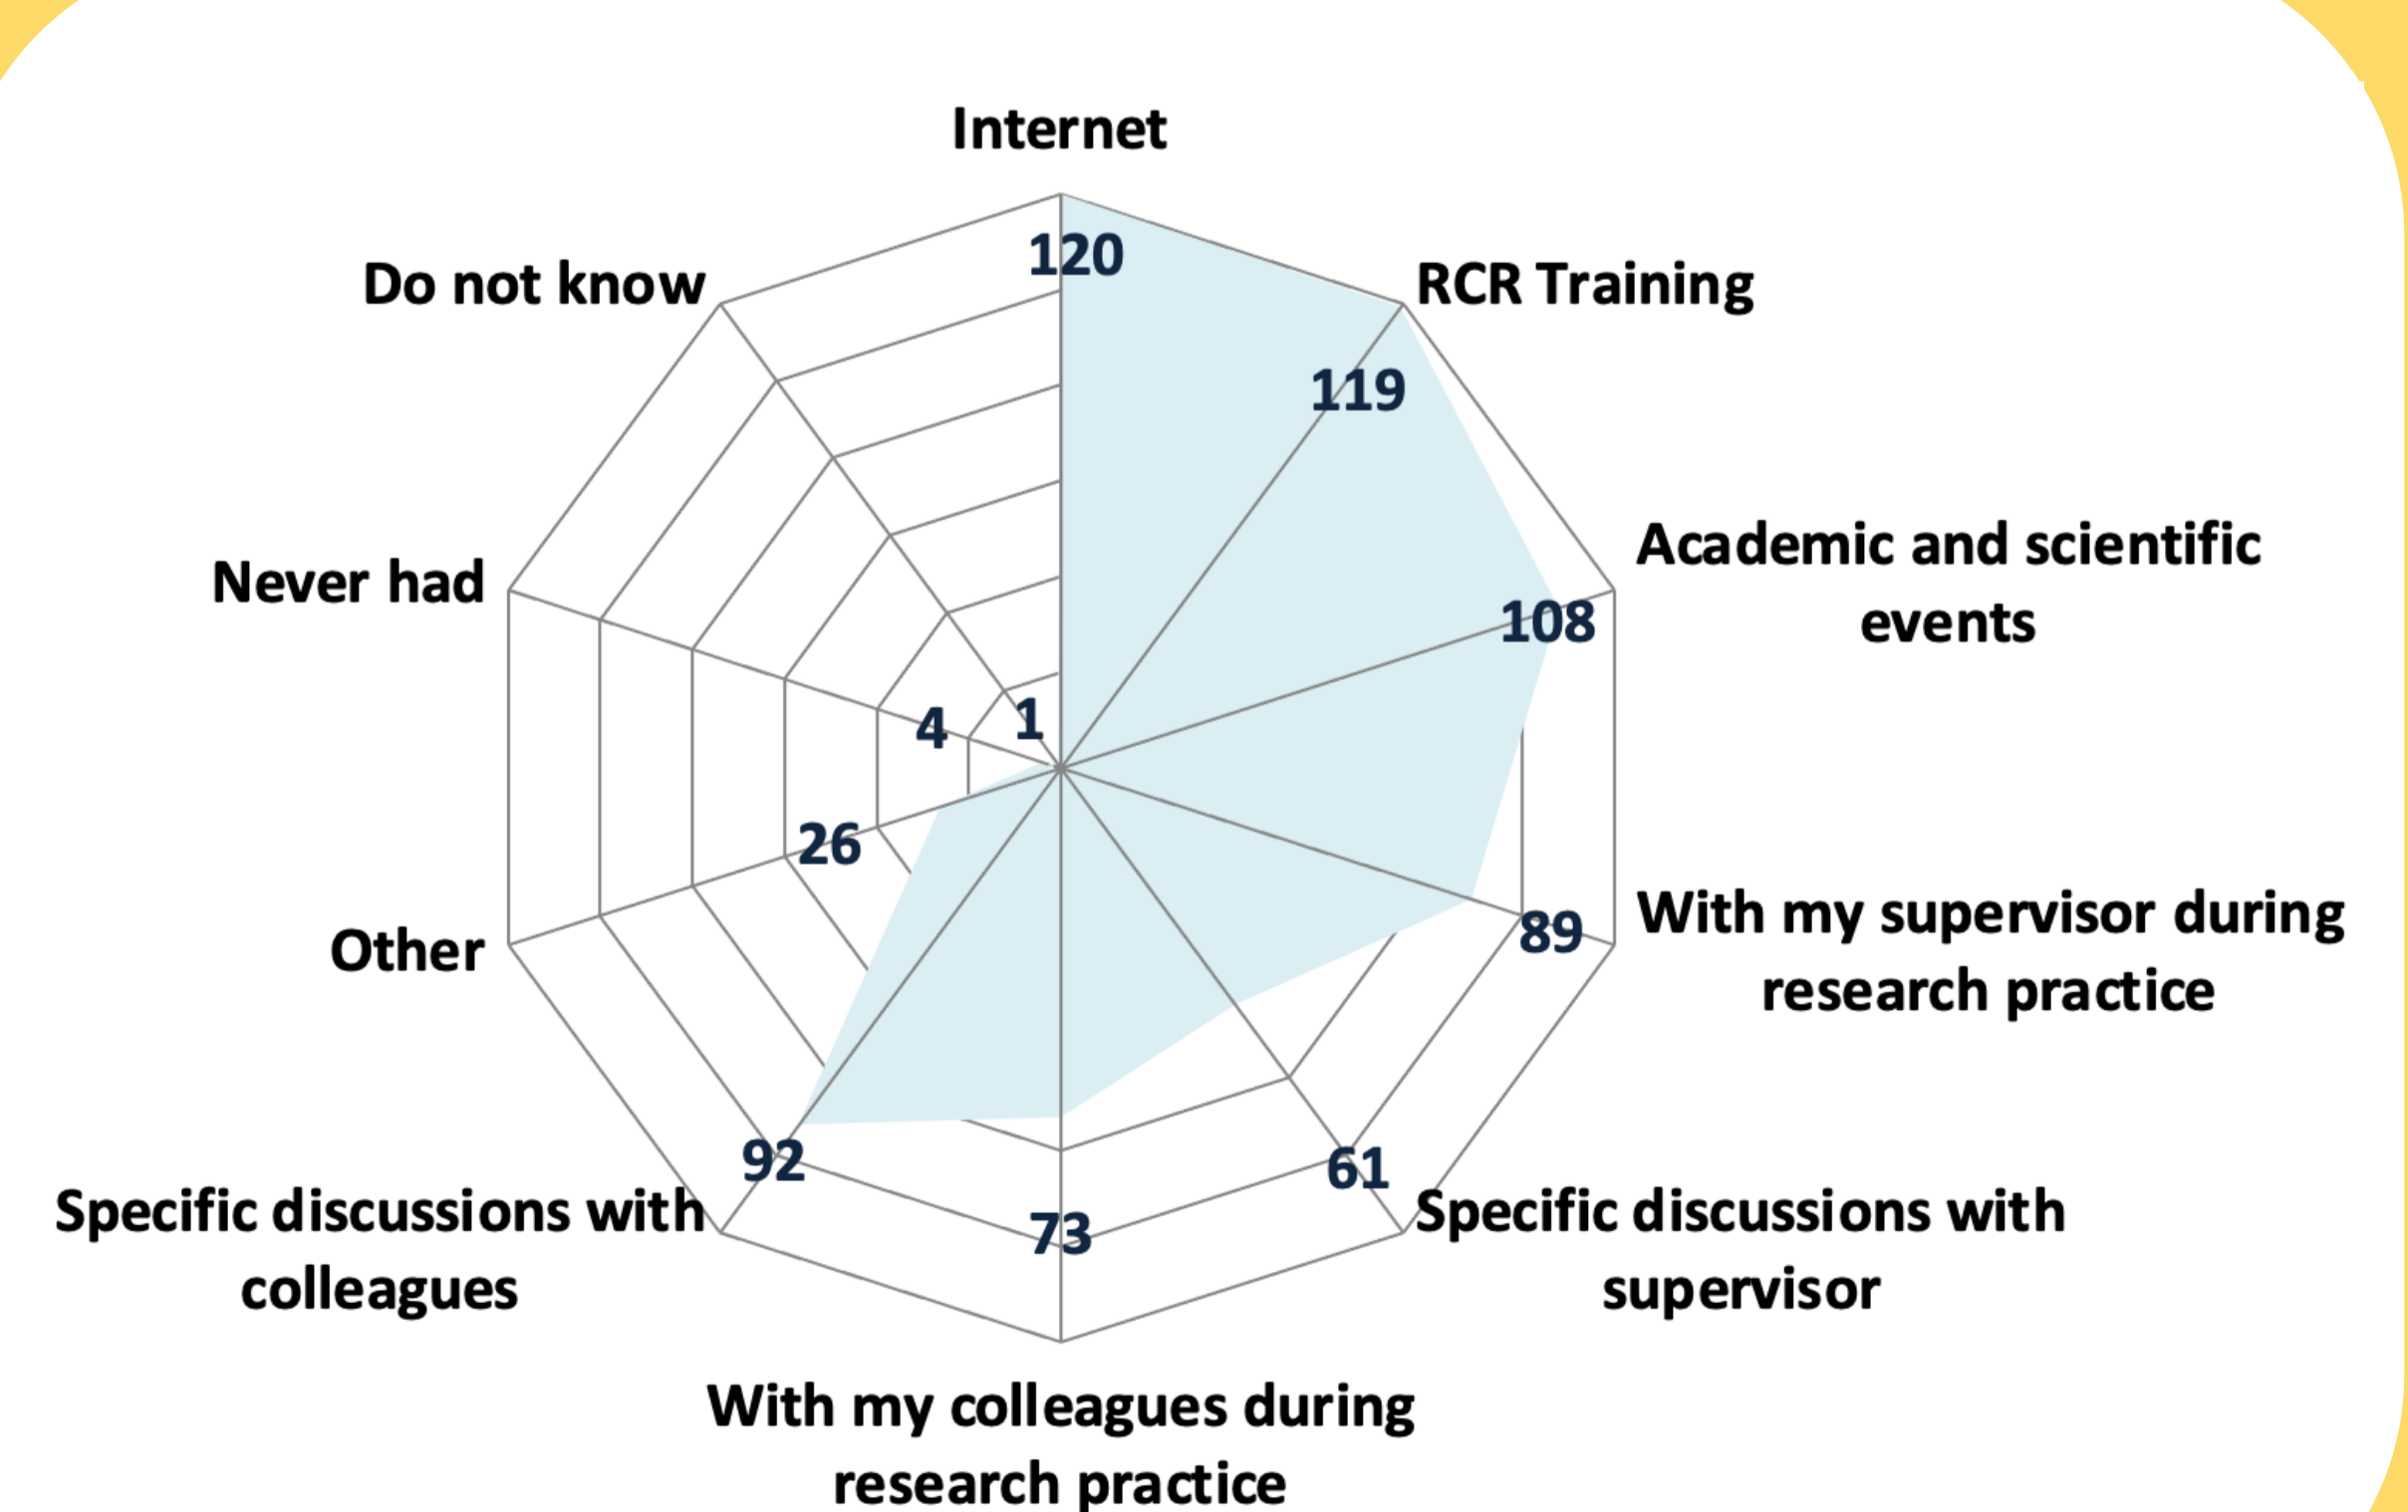 Internet
120
Do not know
RCR Training
119
Academic and scientific
events
Never had
108
4
1
26
Other
With my supervisor during
research practice
89
92
61
73
Specific discussions with
colleagues
Specific discussions with
supervisor
With my colleagues during
research practice